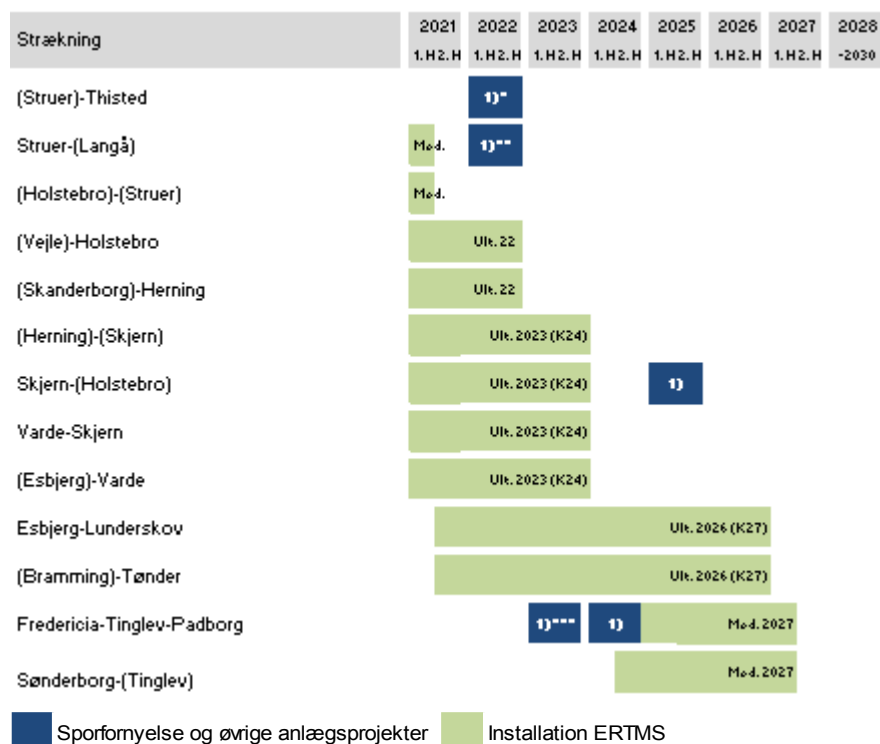 Strækning 2021 2022 2023 2024 2025 2026 2027 2028
1. H 2. H 1. H 2. H 1. H 2. H 1. H 2. H 1. H 2. H 1. H 2. H 1. H 2. H -2030
(Struer)-Thisted 1)*
Struer-(Langå) Med. 1)**
(Holstebro)-(Struer) Med.
(Vejle)-Holstebro Ult. 22
(Skanderborg)-Herning Ult. 22
(Herning)-(Skjern) Ult. 2023 (K24)
Skjern-(Holstebro) Ult. 2023 (K24) 1)
Varde-Skjern Ult. 2023 (K24)
(Esbjerg)-Varde Ult. 2023 (K24)
Esbjerg-Lunderskov Ult. 2026 (K27)
(Bramming)-Tønder Ult. 2026 (K27)
Fredericia-Tinglev-Padborg 1)*** 1) Med. 2027
Sønderborg-(Tinglev) Med. 2027
Sporfornyelse og øvrige anlægsprojekter Installation ERTMS